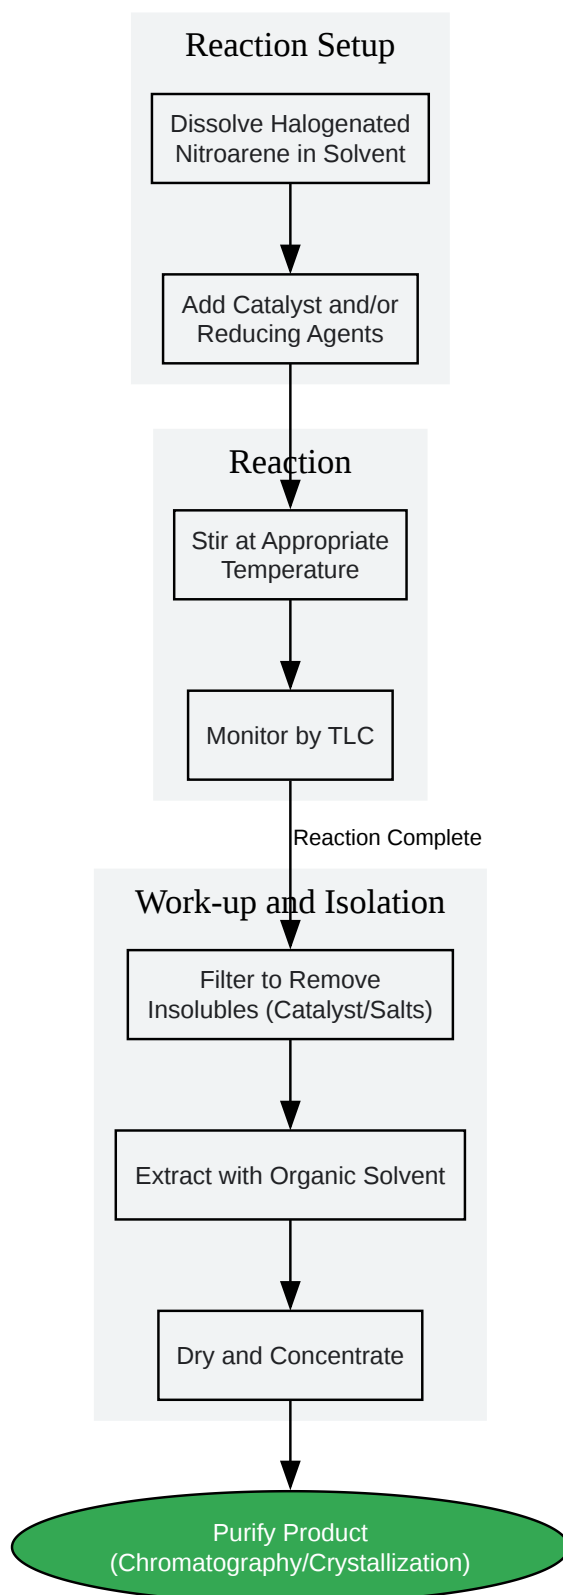 Reaction Setup
Dissolve Halogenated
Nitroarene in Solvent
Add Catalyst and/or
Reducing Agents
Reaction
Stir at Appropriate
Temperature
Monitor by TLC
Reaction Complete
Work-up and Isolation
Filter to Remove
Insolubles (Catalyst/Salts)
Extract with Organic Solvent
Dry and Concentrate
Purify Product
(Chromatography/Crystallization)